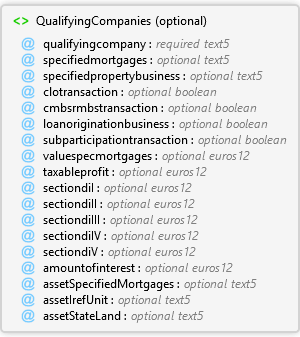 <> QualifyingCompanies (optional)
@ qualifyingcompany : required text5
@ specifiedmortgages : optional text5
@ specifiedpropertybusiness : optional text5
@ clotransaction : optional boolean
@ cmbsrmbstransaction : optional boolean
@ loanoriginationbusiness : optional boolean
@ subparticipationtransaction : optional boolean
@ valuespecmortgages : optional euros12
@ taxableprofit : optional euros12
@ sectiondiI : optional euros12
@ sectiondiII : optional euros12
@ sectiondiIII : optional euros12
@ sectiondiIV : optional euros12
@ sectiondiV : optional euros12
@ amountofinterest : optional euros12
@ assetSpecifiedMortgages : optional text5
@ assetIrefUnit : optional text5
@ assetStateLand : optional text5